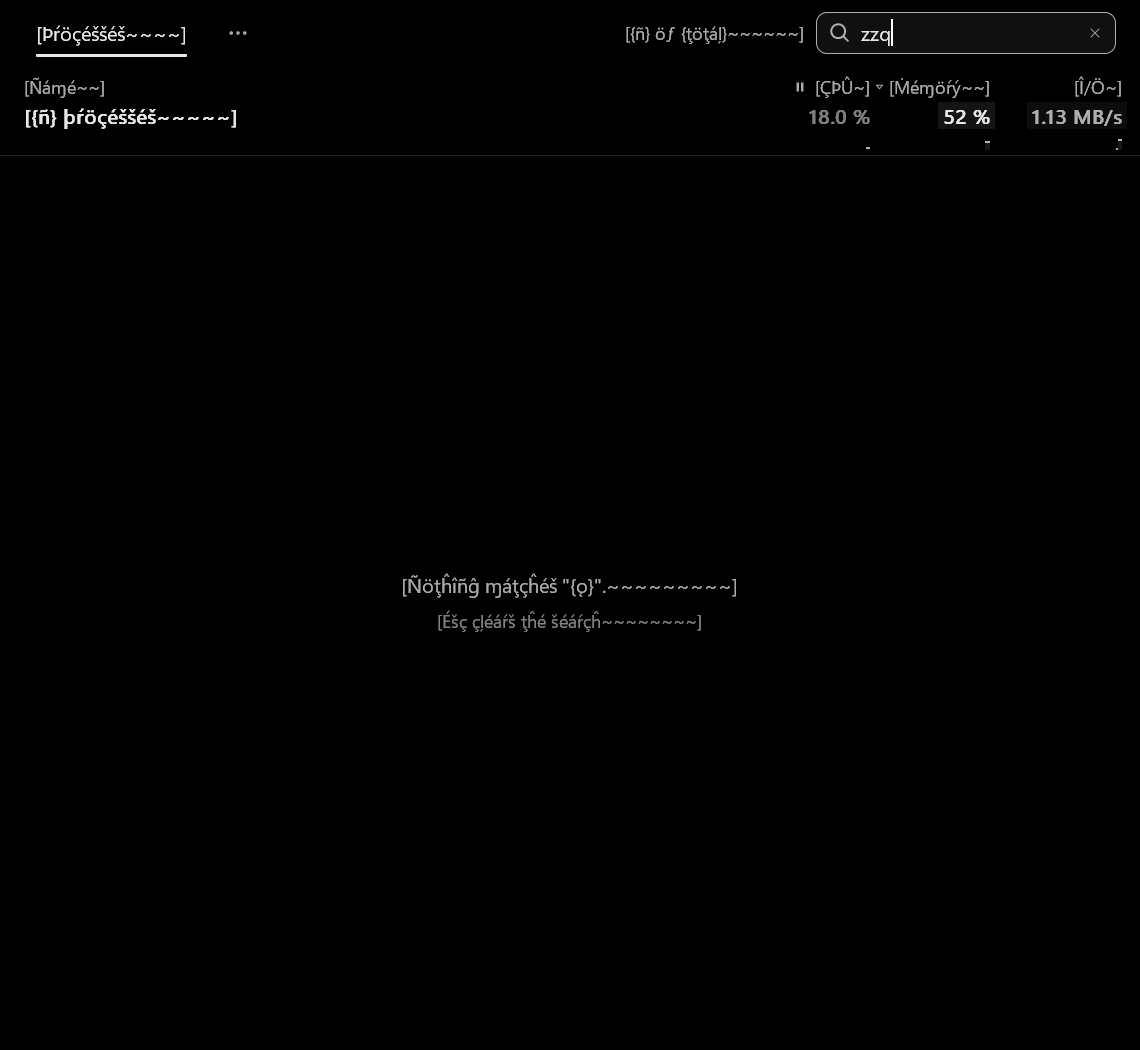 [Þŕöçéššéš~~~~] ···
[{ñ} öƒ {ţöţáļ}~~~~~~]
zzq
[Ñáɱé~~]
[ÇÞÛ~]
[Ṁéɱöŕý~~]
[Î/Ö~]
[{ñ} þŕöçéššéš~~~~~]
18.0 %
52 %
1.13 MB/s
[Ñöţĥîñĝ ɱáţçĥéš "{ǫ}".~~~~~~~~~]
[Éšç çļéáŕš ţĥé šéáŕçĥ~~~~~~~~]